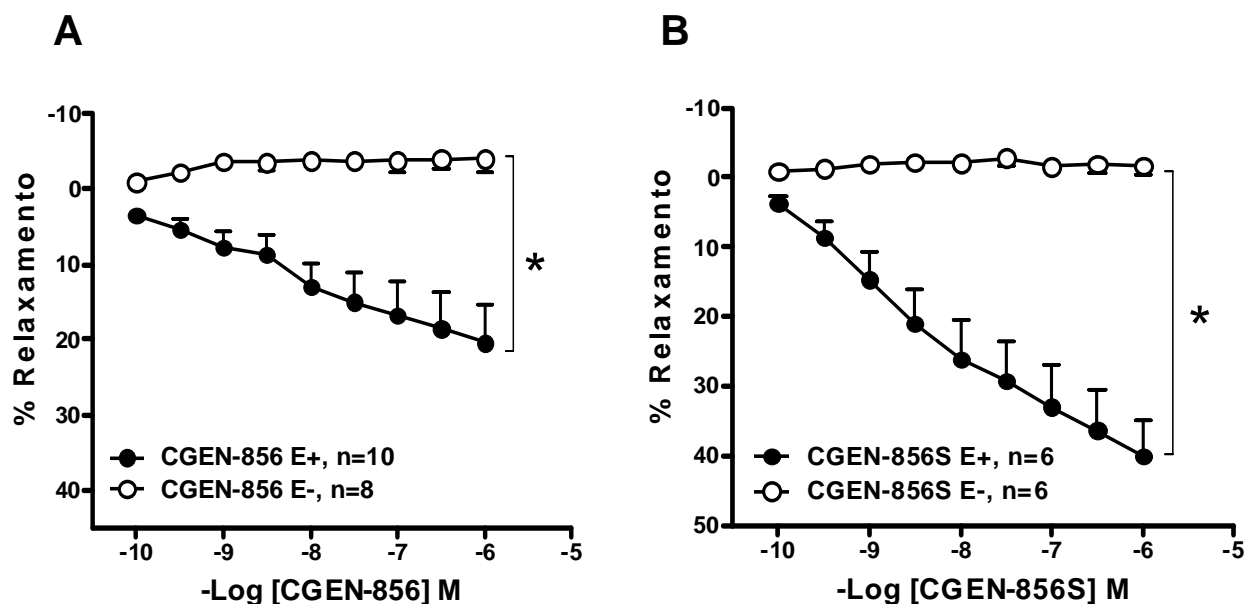 A
% Relaxamento
-10
0
10
20
30
40
*
CGEN-856 E+, n=10
CGEN-856 E-, n=8
-10 -9 -8 -7 -6 -5
-Log [CGEN-856] M
B
% Relaxamento
-10
0
10
20
30
40
50
*
CGEN-856S E+, n=6
CGEN-856S E-, n=6
-10 -9 -8 -7 -6 -5
-Log [CGEN-856S] M